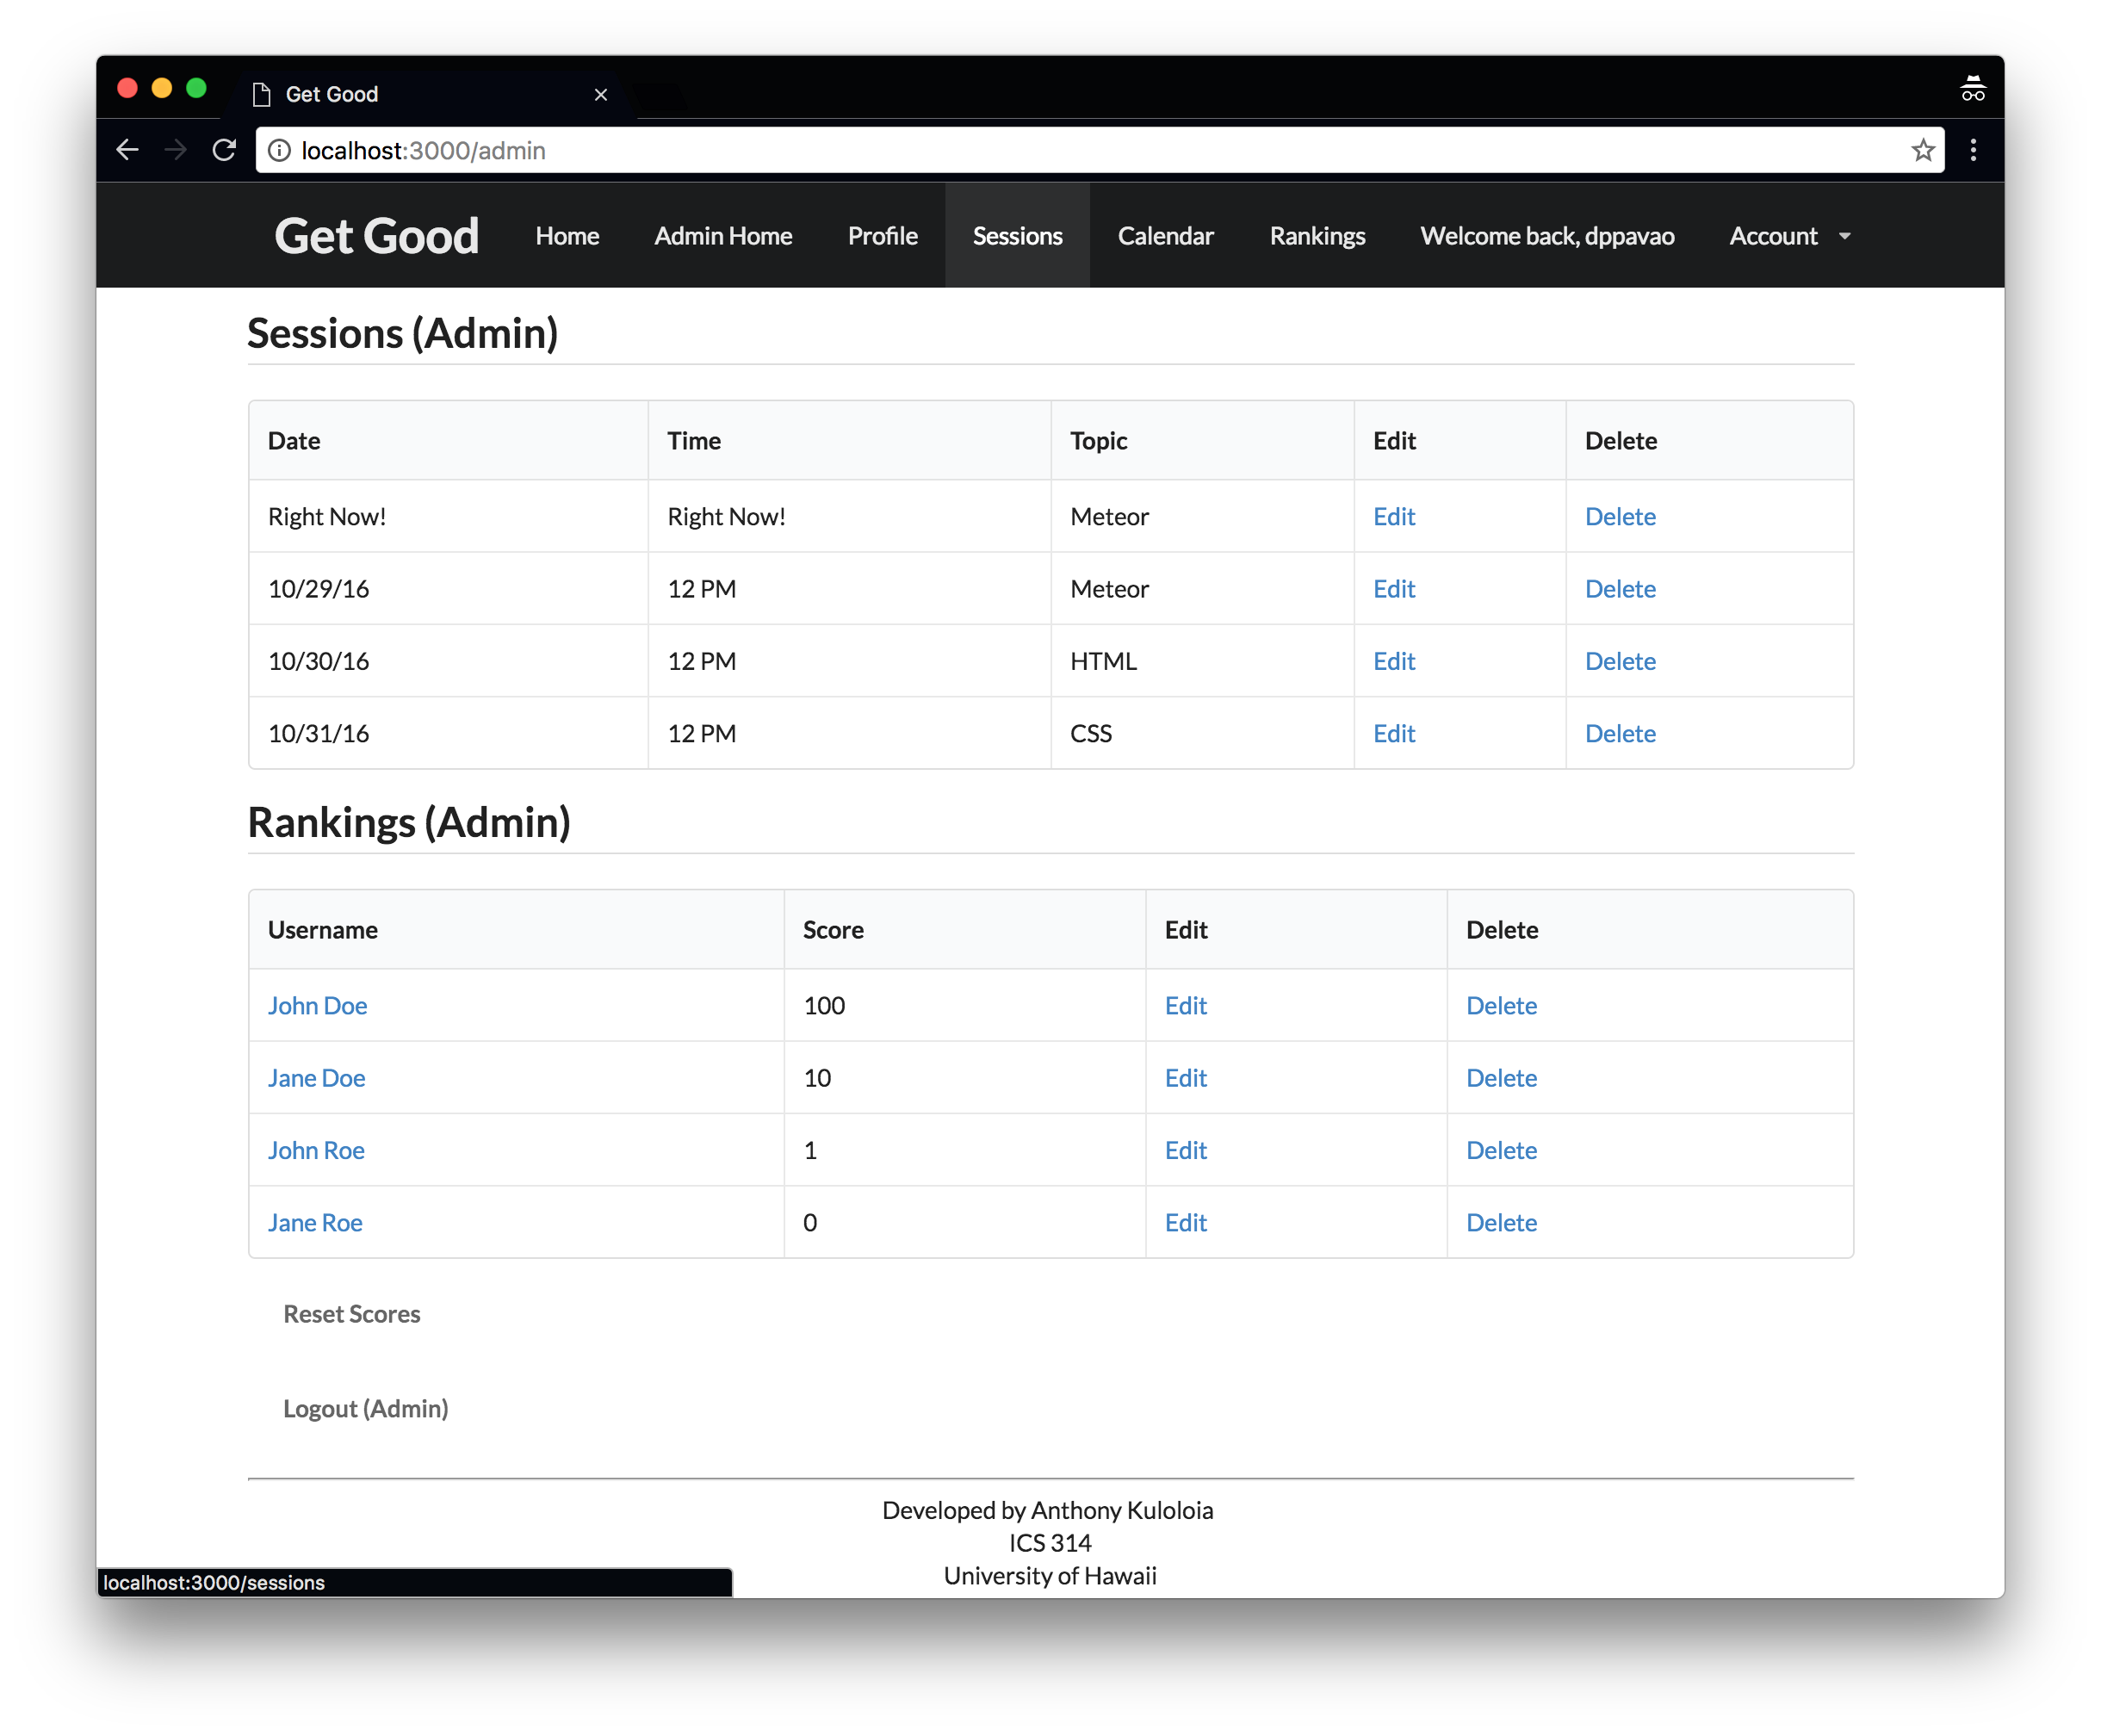 Get Good
localhost:3000/admin
Get Good Home Admin Home Profile Sessions Calendar Rankings Welcome back, dppavao Account
Sessions (Admin)
Date Time Topic Edit Delete
Right Now! Right Now! Meteor Edit Delete
10/29/16 12 PM Meteor Edit Delete
10/30/16 12 PM HTML Edit Delete
10/31/16 12 PM CSS Edit Delete
Rankings (Admin)
Username Score Edit Delete
John Doe 100 Edit Delete
Jane Doe 10 Edit Delete
John Roe 1 Edit Delete
Jane Roe 0 Edit Delete
Reset Scores
Logout (Admin)
Developed by Anthony Kuloloia
ICS 314
University of Hawaii
localhost:3000/sessions